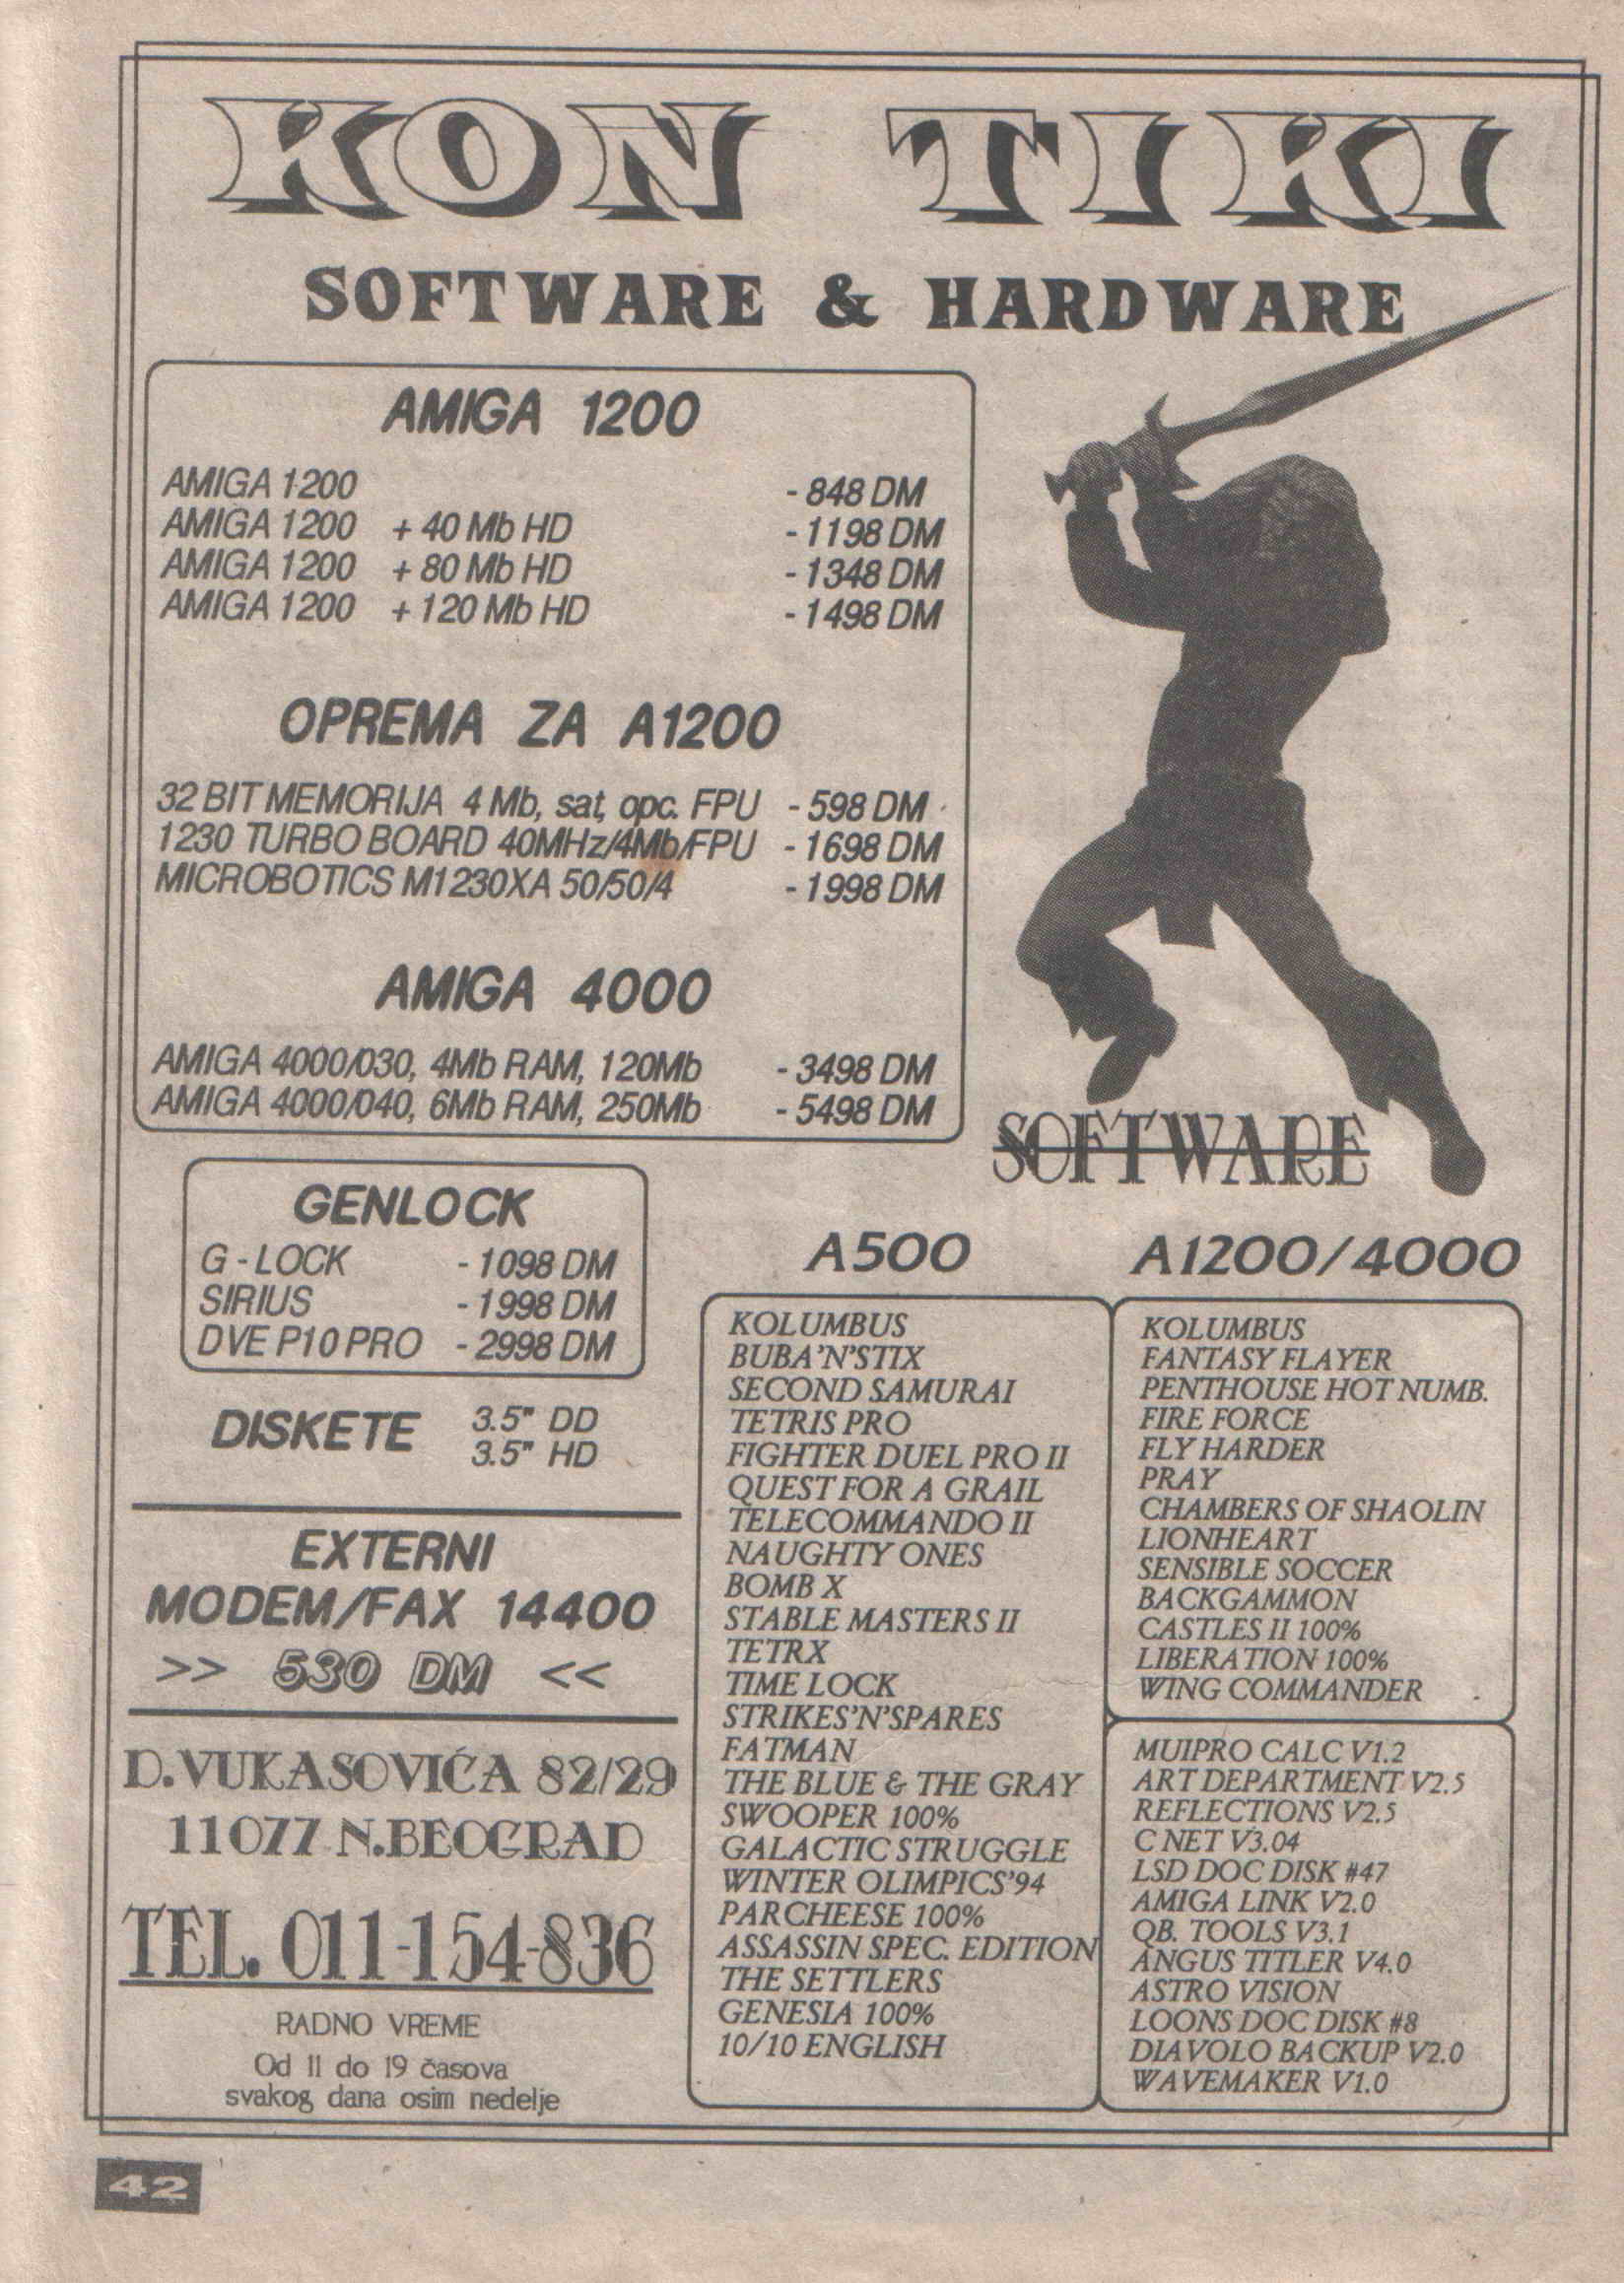 KON TIKI
SOFTWARE & HARDWARE
AMIGA 1200
AMIGA 1200 - 848 DM
AMIGA 1200 + 40 Mb HD - 1198 DM
AMIGA 1200 + 80 Mb HD - 1348 DM
AMIGA 1200 + 120 Mb HD - 1498 DM
OPREMA ZA A1200
32 BIT MEMORIJA 4 Mb, sat, opc. FPU - 598 DM
1230 TURBO BOARD 40MHz/4Mb/FPU - 1698 DM
MICROBOTICS M1230XA 50/50/4 - 1998 DM
AMIGA 4000
AMIGA 4000/030, 4Mb RAM, 120Mb - 3498 DM
AMIGA 4000/040, 6Mb RAM, 250Mb - 5498 DM
GENLOCK
G - LOCK - 1098 DM
SIRIUS - 1998 DM
DVE P10 PRO - 2998 DM
DISKETE 3.5" DD
3.5" HD
EXTERNI
MODEM/FAX 14400
>> 530 DM <<
D.VUKASOVIĆA 82/29
11077 N.BEOGRAD
TEL. 011-154-836
RADNO VREME
Od 11 do 19 časova
svakog dana osim nedelje
SOFTWARE
A500
KOLUMBUS
BUBA'N'STIX
SECOND SAMURAI
TETRIS PRO
FIGHTER DUEL PRO II
QUEST FOR A GRAIL
TELECOMMANDO II
NAUGHTY ONES
BOMB X
STABLE MASTERS II
TETRX
TIME LOCK
STRIKES'N'SPARES
FATMAN
THE BLUE & THE GRAY
SWOOPER 100%
GALACTIC STRUGGLE
WINTER OLIMPICS'94
PARCHEESE 100%
ASSASSIN SPEC. EDITION
THE SETTLERS
GENESIA 100%
10/10 ENGLISH
A1200/4000
KOLUMBUS
FANTASY FLAYER
PENTHOUSE HOT NUMB.
FIRE FORCE
FLY HARDER
PRAY
CHAMBERS OF SHAOLIN
LIONHEART
SENSIBLE SOCCER
BACKGAMMON
CASTLES II 100%
LIBERATION 100%
WING COMMANDER
MUIPRO CALC V1.2
ART DEPARTMENT V2.5
REFLECTIONS V2.5
C NET V3.04
LSD DOC DISK #47
AMIGA LINK V2.0
QB. TOOLS V3.1
ANGUS TITLER V4.0
ASTRO VISION
LOONS DOC DISK #8
DIAVOLO BACKUP V2.0
WAVEMAKER V1.0
42